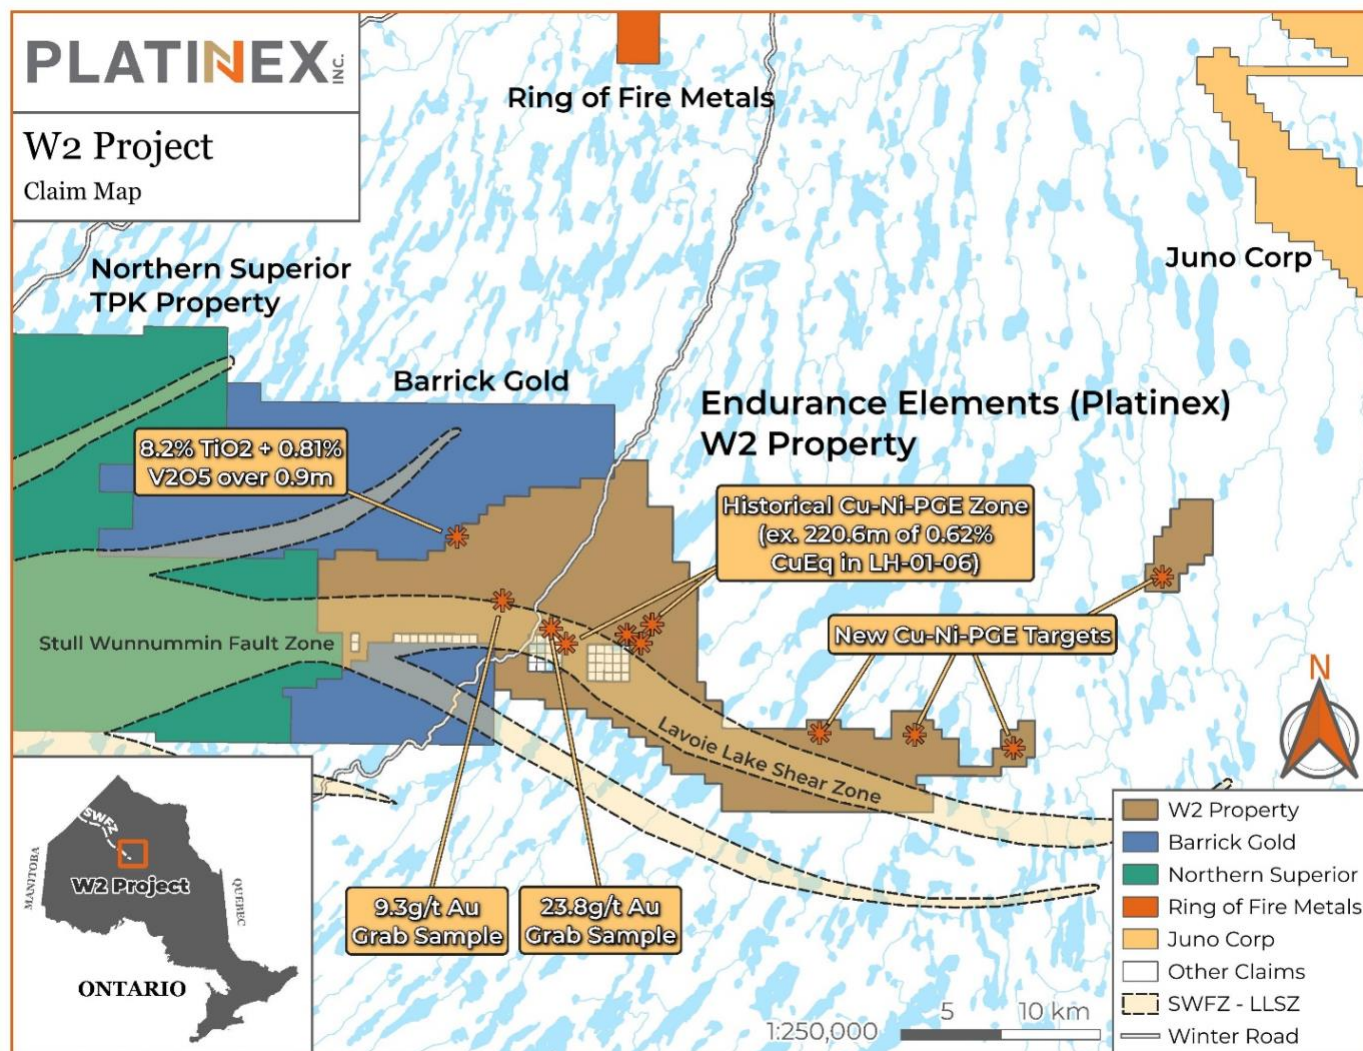 PLATINEX INC.
W2 Project
Claim Map
Ring of Fire Metals
Juno Corp
Northern Superior
TPK Property
Barrick Gold
Endurance Elements (Platinex)
W2 Property
8.2% TiO2 + 0.81%
V2O5 over 0.9m
Historical Cu-Ni-PGE Zone
(ex. 220.6m of 0.62%
CuEq in LH-01-06)
New Cu-Ni-PGE Targets
Stull Wunnummin Fault Zone
Lavoie Lake Shear Zone
9.3g/t Au
Grab Sample
23.8g/t Au
Grab Sample
N
SWFZ
W2 Project
MANITOBA
QUEBEC
ONTARIO
1:250,000
5
10 km
W2 Property
Barrick Gold
Northern Superior
Ring of Fire Metals
Juno Corp
Other Claims
SWFZ - LLSZ
Winter Road